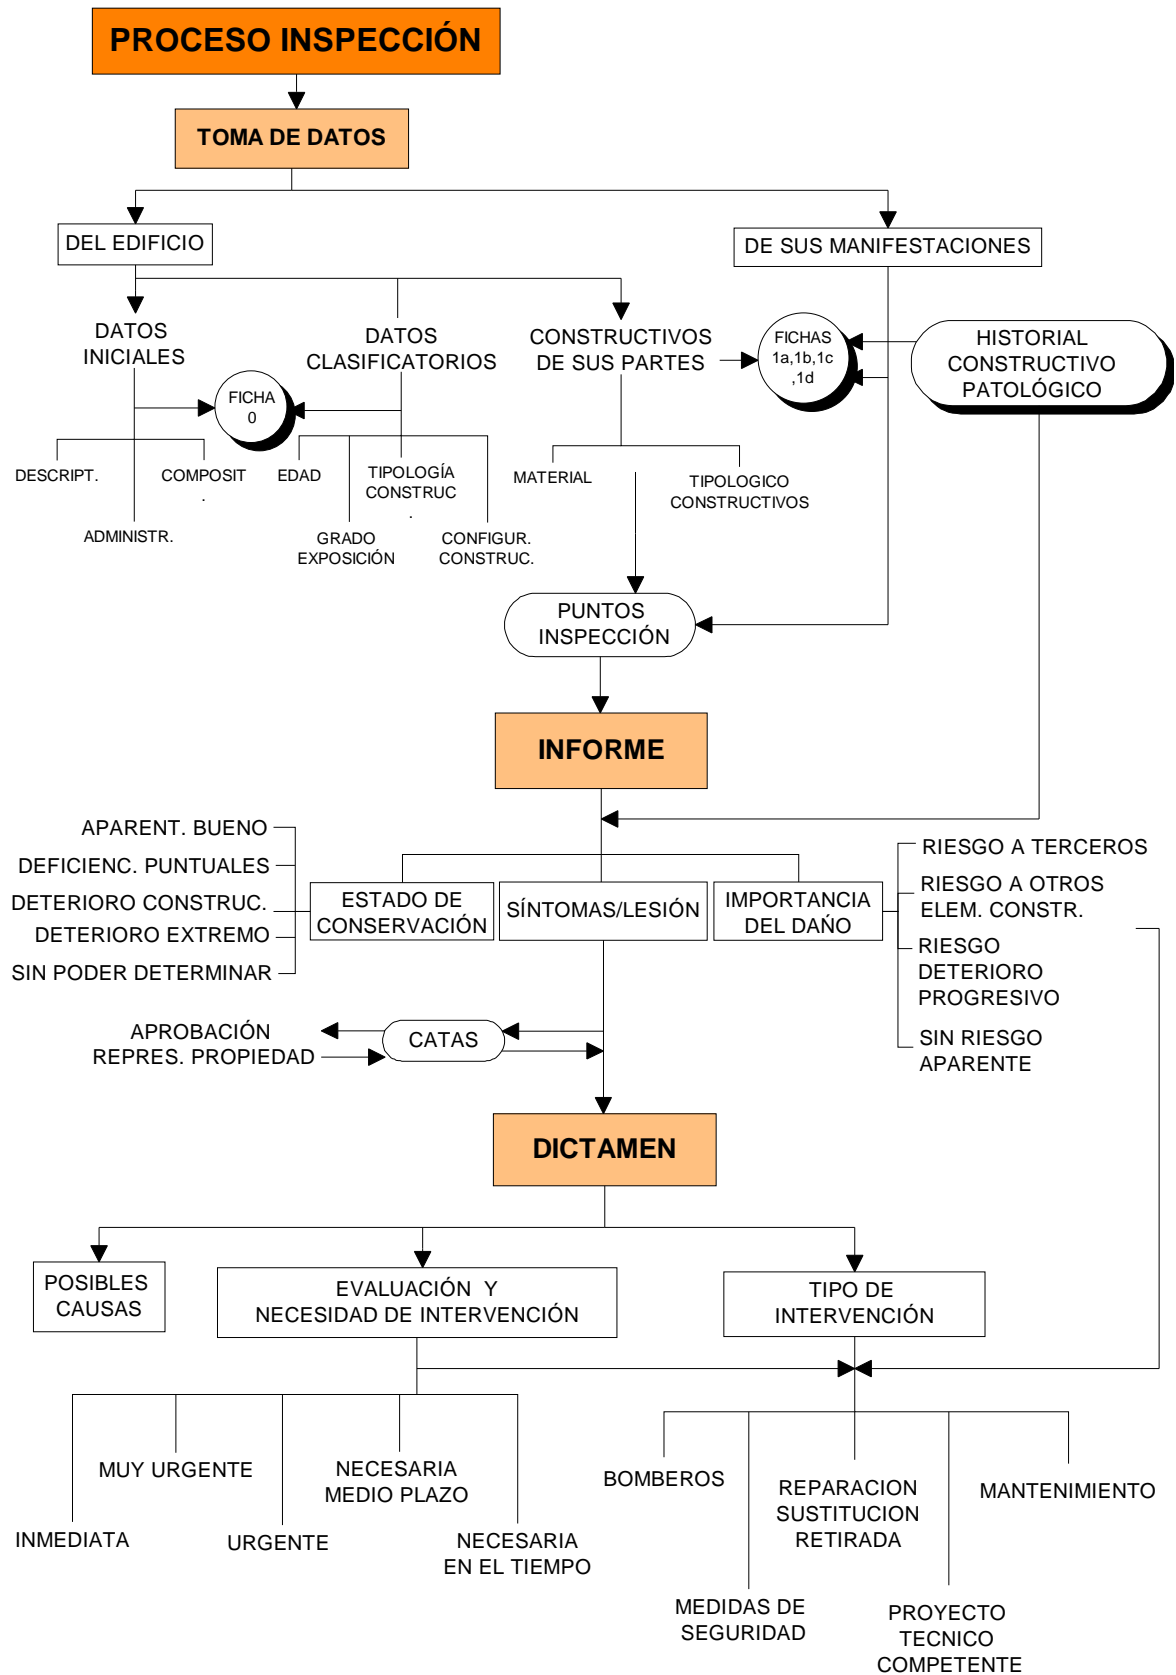 PROCESO INSPECCIÓN
TOMA DE DATOS
DEL EDIFICIO
DE SUS MANIFESTACIONES
DATOS
INICIALES
DATOS
CLASIFICATORIOS
CONSTRUCTIVOS
DE SUS PARTES
FICHAS
1a,1b,1c
,1d
HISTORIAL
CONSTRUCTIVO
PATOLÓGICO
FICHA
0
DESCRIPT.
COMPOSIT
.
ADMINISTR.
EDAD
TIPOLOGÍA
CONSTRUC
.
GRADO
EXPOSICIÓN
CONFIGUR.
CONSTRUC.
MATERIAL
TIPOLOGICO
CONSTRUCTIVOS
PUNTOS
INSPECCIÓN
INFORME
APARENT. BUENO
DEFICIENC. PUNTUALES
DETERIORO CONSTRUC.
DETERIORO EXTREMO
SIN PODER DETERMINAR
ESTADO DE
CONSERVACIÓN
SÍNTOMAS/LESIÓN
IMPORTANCIA
DEL DAŃO
RIESGO A TERCEROS
RIESGO A OTROS
ELEM. CONSTR.
RIESGO
DETERIORO
PROGRESIVO
SIN RIESGO
APARENTE
APROBACIÓN
REPRES. PROPIEDAD
CATAS
DICTAMEN
POSIBLES
CAUSAS
EVALUACIÓN Y
NECESIDAD DE INTERVENCIÓN
TIPO DE
INTERVENCIÓN
INMEDIATA
MUY URGENTE
URGENTE
NECESARIA
MEDIO PLAZO
NECESARIA
EN EL TIEMPO
BOMBEROS
MEDIDAS DE
SEGURIDAD
REPARACION
SUSTITUCION
RETIRADA
PROYECTO
TECNICO
COMPETENTE
MANTENIMIENTO